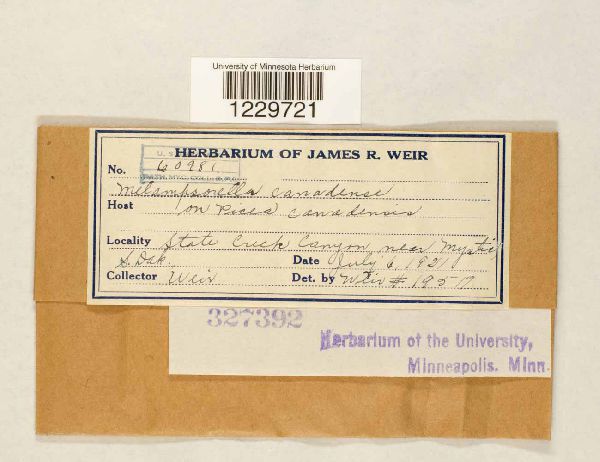 University of Minnesota Herbarium
1229721
HERBARIUM OF JAMES R. WEIR
No. 60981
Melampsorella canadense
Host on Picea canadensis
Locality State Creek Canyon near Mystic
S. Dak. Date July 6, 1921
Collector Weir Det. by Weir # 1957
327392
Herbarium of the University,
Minneapolis. Minn.